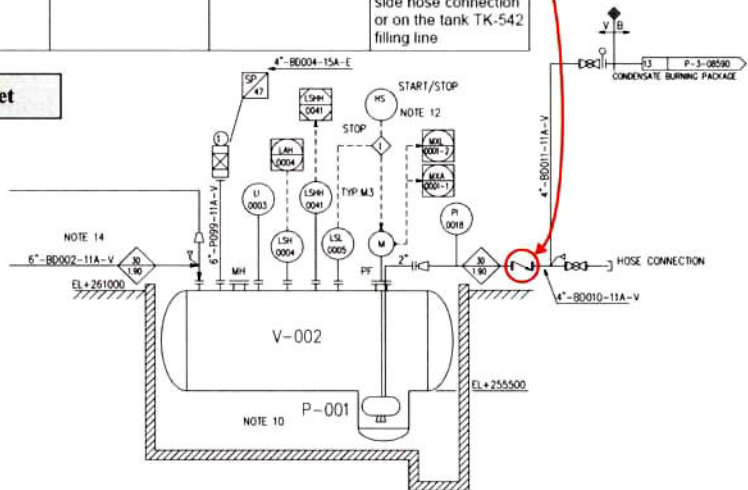 side hose connection
or on the tank TK-542
filling line
et
4"-BD004-15A-E
SP
47
LSHH
0041
HS
START/STOP
NOTE 12
STOP
1
LAH
0004
MXL
0001-2
MXA
0001-1
TYP.M3
LI
0003
LSHH
0041
PI
0018
LSH
0004
LSL
0005
M
6"-P099-11A-V
NOTE 14
6"-BD002-11A-V
30
1.90
MH
PF
2"
30
1.90
HOSE CONNECTION
4"-BD010-11A-V
4"-BD011-11A-V
V B
13
P-3-08590
CONDENSATE BURNING PACKAGE
EL+261000
V-002
EL+255500
P-001
NOTE 10